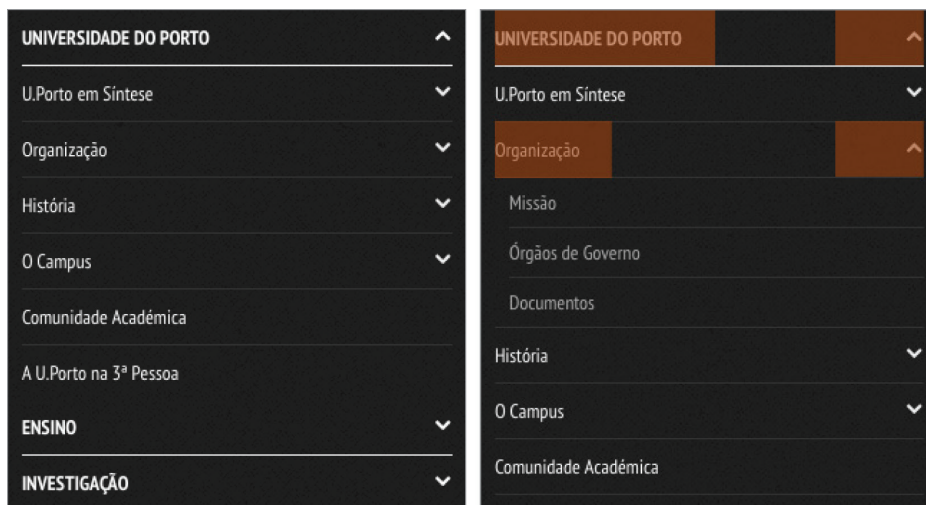 UNIVERSIDADE DO PORTO
U.Porto em Síntese
Organização
História
O Campus
Comunidade Académica
A U.Porto na 3ª Pessoa
ENSINO
INVESTIGAÇÃO
UNIVERSIDADE DO PORTO
U.Porto em Síntese
Organização
Missão
Órgãos de Governo
Documentos
História
O Campus
Comunidade Académica